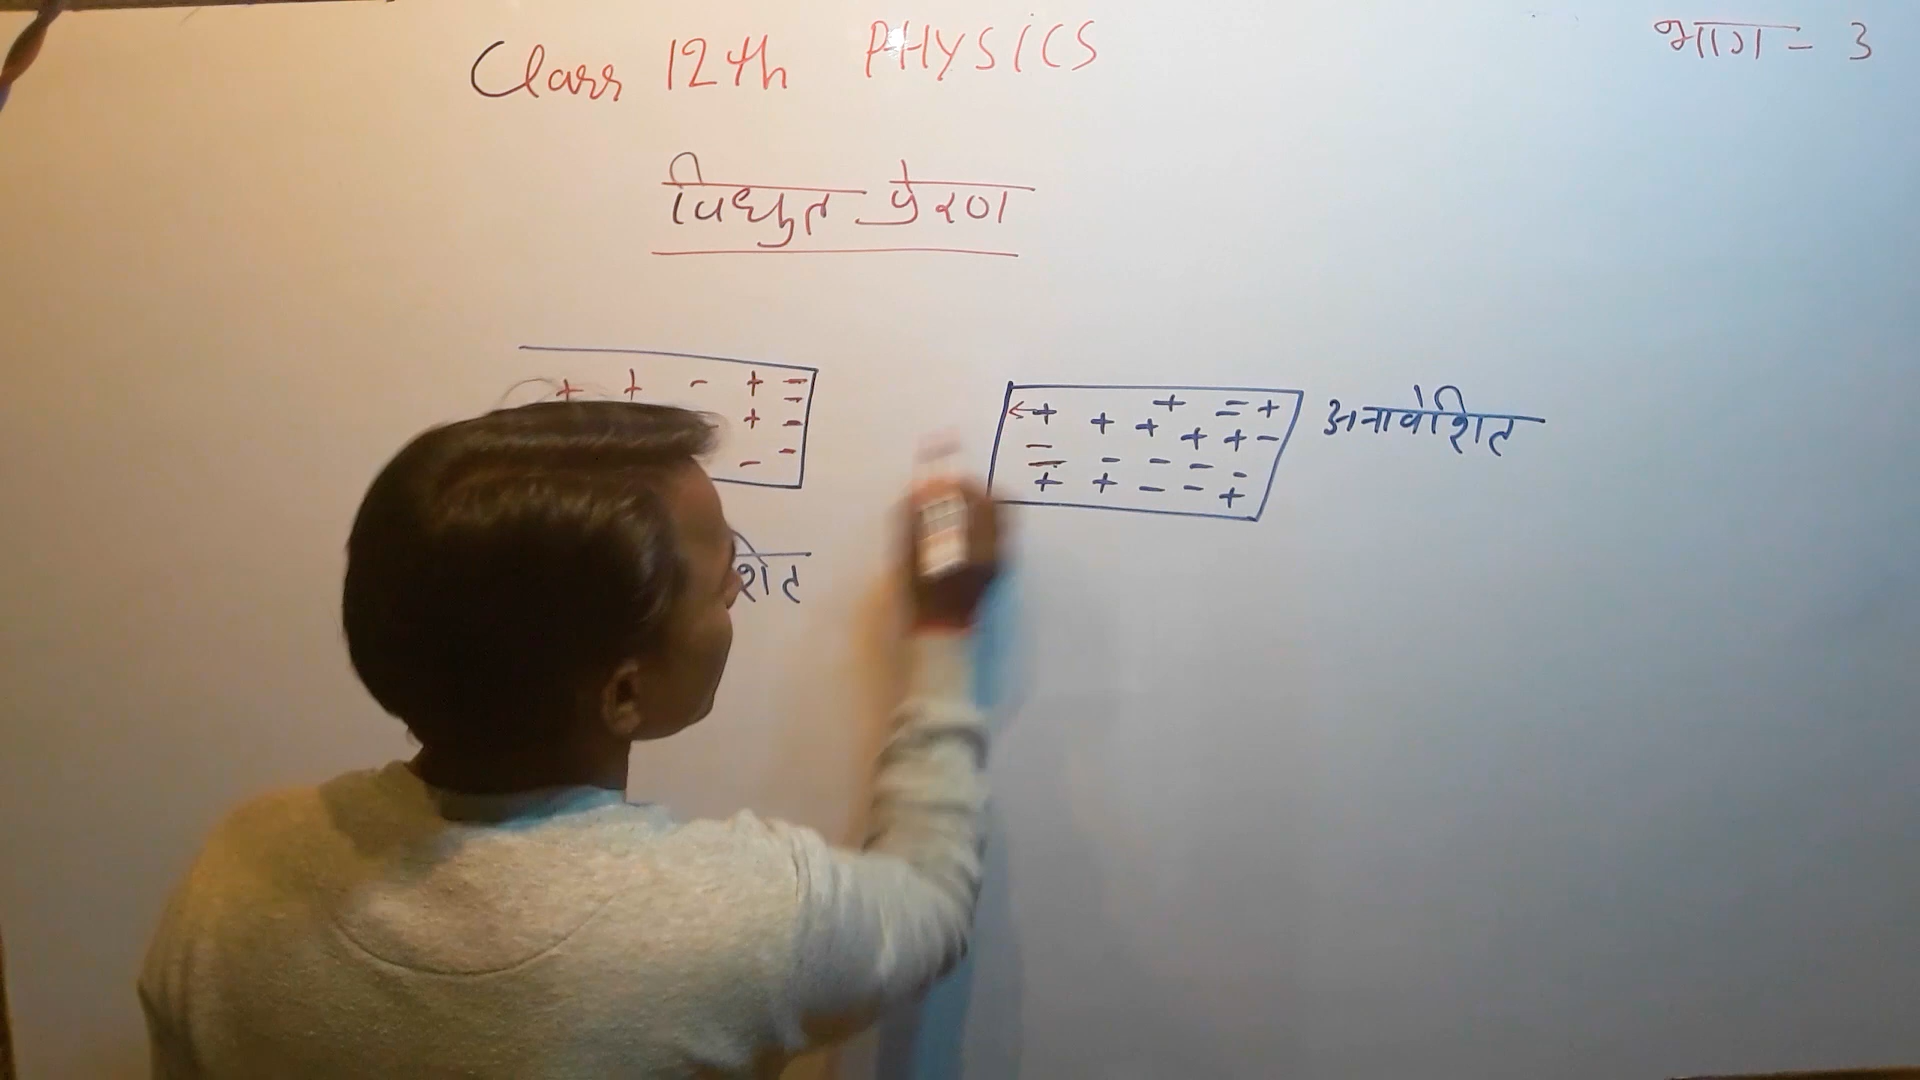 Class 12th PHYSICS
भाग - 3
विधुत प्रेरण
+ + - + -
-
+ -
-
-
←+ + + + = + अनावेशित
+ + -
-
- - - - -
+ + - - +
शित